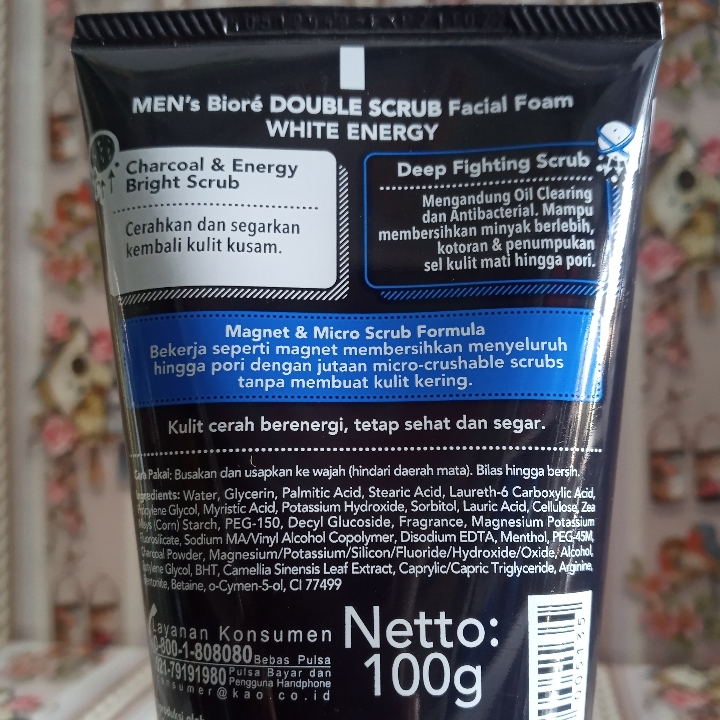 MEN's Bioré DOUBLE SCRUB Facial Foam
WHITE ENERGY
Charcoal & Energy
Bright Scrub
Cerahkan dan segarkan
kembali kulit kusam.
Deep Fighting Scrub
Mengandung Oil Clearing
dan Antibacterial. Mampu
membersihkan minyak berlebih,
kotoran & penumpukan
sel kulit mati hingga pori.
Magnet & Micro Scrub Formula
Bekerja seperti magnet membersihkan menyeluruh
hingga pori dengan jutaan micro-crushable scrubs
tanpa membuat kulit kering.
Kulit cerah berenergi, tetap sehat dan segar.
Cara Pakai: Busakan dan usapkan ke wajah (hindari daerah mata). Bilas hingga bersih.
Ingredients: Water, Glycerin, Palmitic Acid, Stearic Acid, Laureth-6 Carboxylic Acid,
Glycol, Myristic Acid, Potassium Hydroxide, Sorbitol, Lauric Acid, Cellulose, Zea
(Corn) Starch, PEG-150, Decyl Glucoside, Fragrance, Magnesium Potassium
Fluorosilicate, Sodium MA/Vinyl Alcohol Copolymer, Disodium EDTA, Menthol, PEG-45M,
Charcoal Powder, Magnesium/Potassium/Silicon/Fluoride/Hydroxide/Oxide, Alcohol,
Glycol, BHT, Camellia Sinensis Leaf Extract, Caprylic/Capric Triglyceride, Arginine,
Betaine, o-Cymen-5-ol, CI 77499
Layanan Konsumen
0-800-1-808080 Bebas Pulsa
021-79191980 Pulsa Bayar dan
Pengguna Handphone
consumer@kao.co.id
Netto:
100g